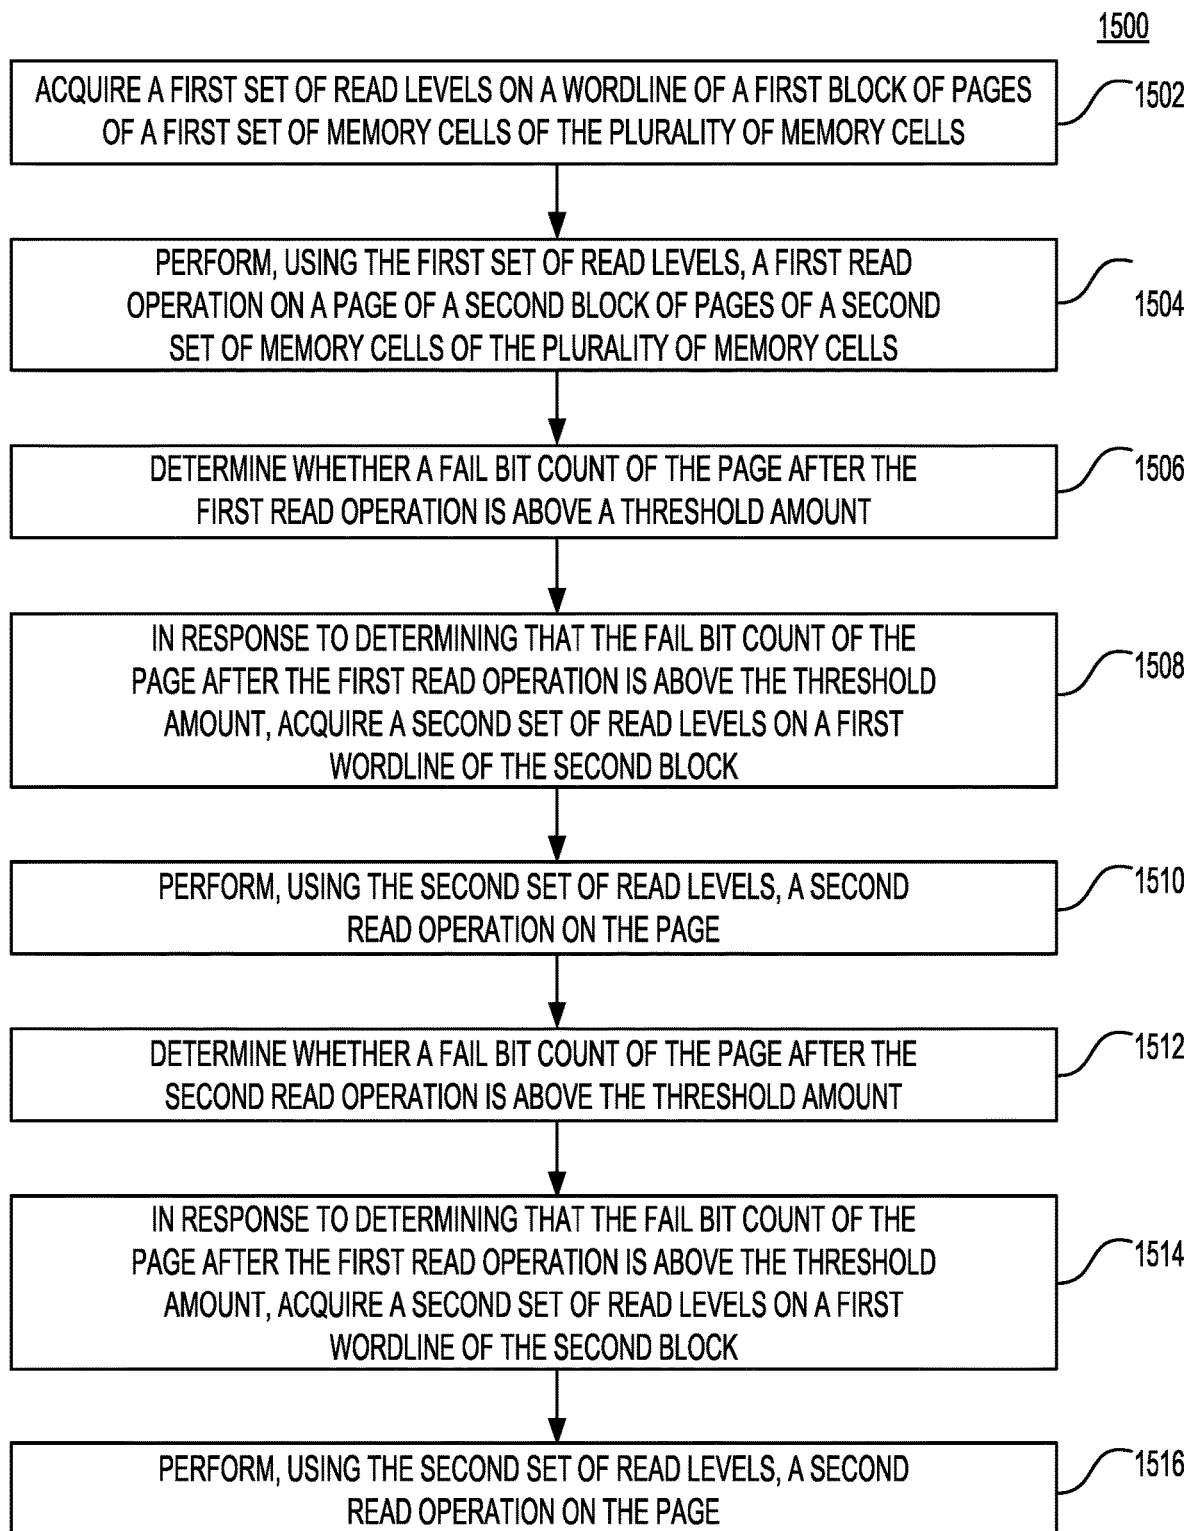 1500
ACQUIRE A FIRST SET OF READ LEVELS ON A WORDLINE OF A FIRST BLOCK OF PAGES
OF A FIRST SET OF MEMORY CELLS OF THE PLURALITY OF MEMORY CELLS
1502
PERFORM, USING THE FIRST SET OF READ LEVELS, A FIRST READ
OPERATION ON A PAGE OF A SECOND BLOCK OF PAGES OF A SECOND
SET OF MEMORY CELLS OF THE PLURALITY OF MEMORY CELLS
1504
DETERMINE WHETHER A FAIL BIT COUNT OF THE PAGE AFTER THE
FIRST READ OPERATION IS ABOVE A THRESHOLD AMOUNT
1506
IN RESPONSE TO DETERMINING THAT THE FAIL BIT COUNT OF THE
PAGE AFTER THE FIRST READ OPERATION IS ABOVE THE THRESHOLD
AMOUNT, ACQUIRE A SECOND SET OF READ LEVELS ON A FIRST
WORDLINE OF THE SECOND BLOCK
1508
PERFORM, USING THE SECOND SET OF READ LEVELS, A SECOND
READ OPERATION ON THE PAGE
1510
DETERMINE WHETHER A FAIL BIT COUNT OF THE PAGE AFTER THE
SECOND READ OPERATION IS ABOVE THE THRESHOLD AMOUNT
1512
IN RESPONSE TO DETERMINING THAT THE FAIL BIT COUNT OF THE
PAGE AFTER THE FIRST READ OPERATION IS ABOVE THE THRESHOLD
AMOUNT, ACQUIRE A SECOND SET OF READ LEVELS ON A FIRST
WORDLINE OF THE SECOND BLOCK
1514
PERFORM, USING THE SECOND SET OF READ LEVELS, A SECOND
READ OPERATION ON THE PAGE
1516